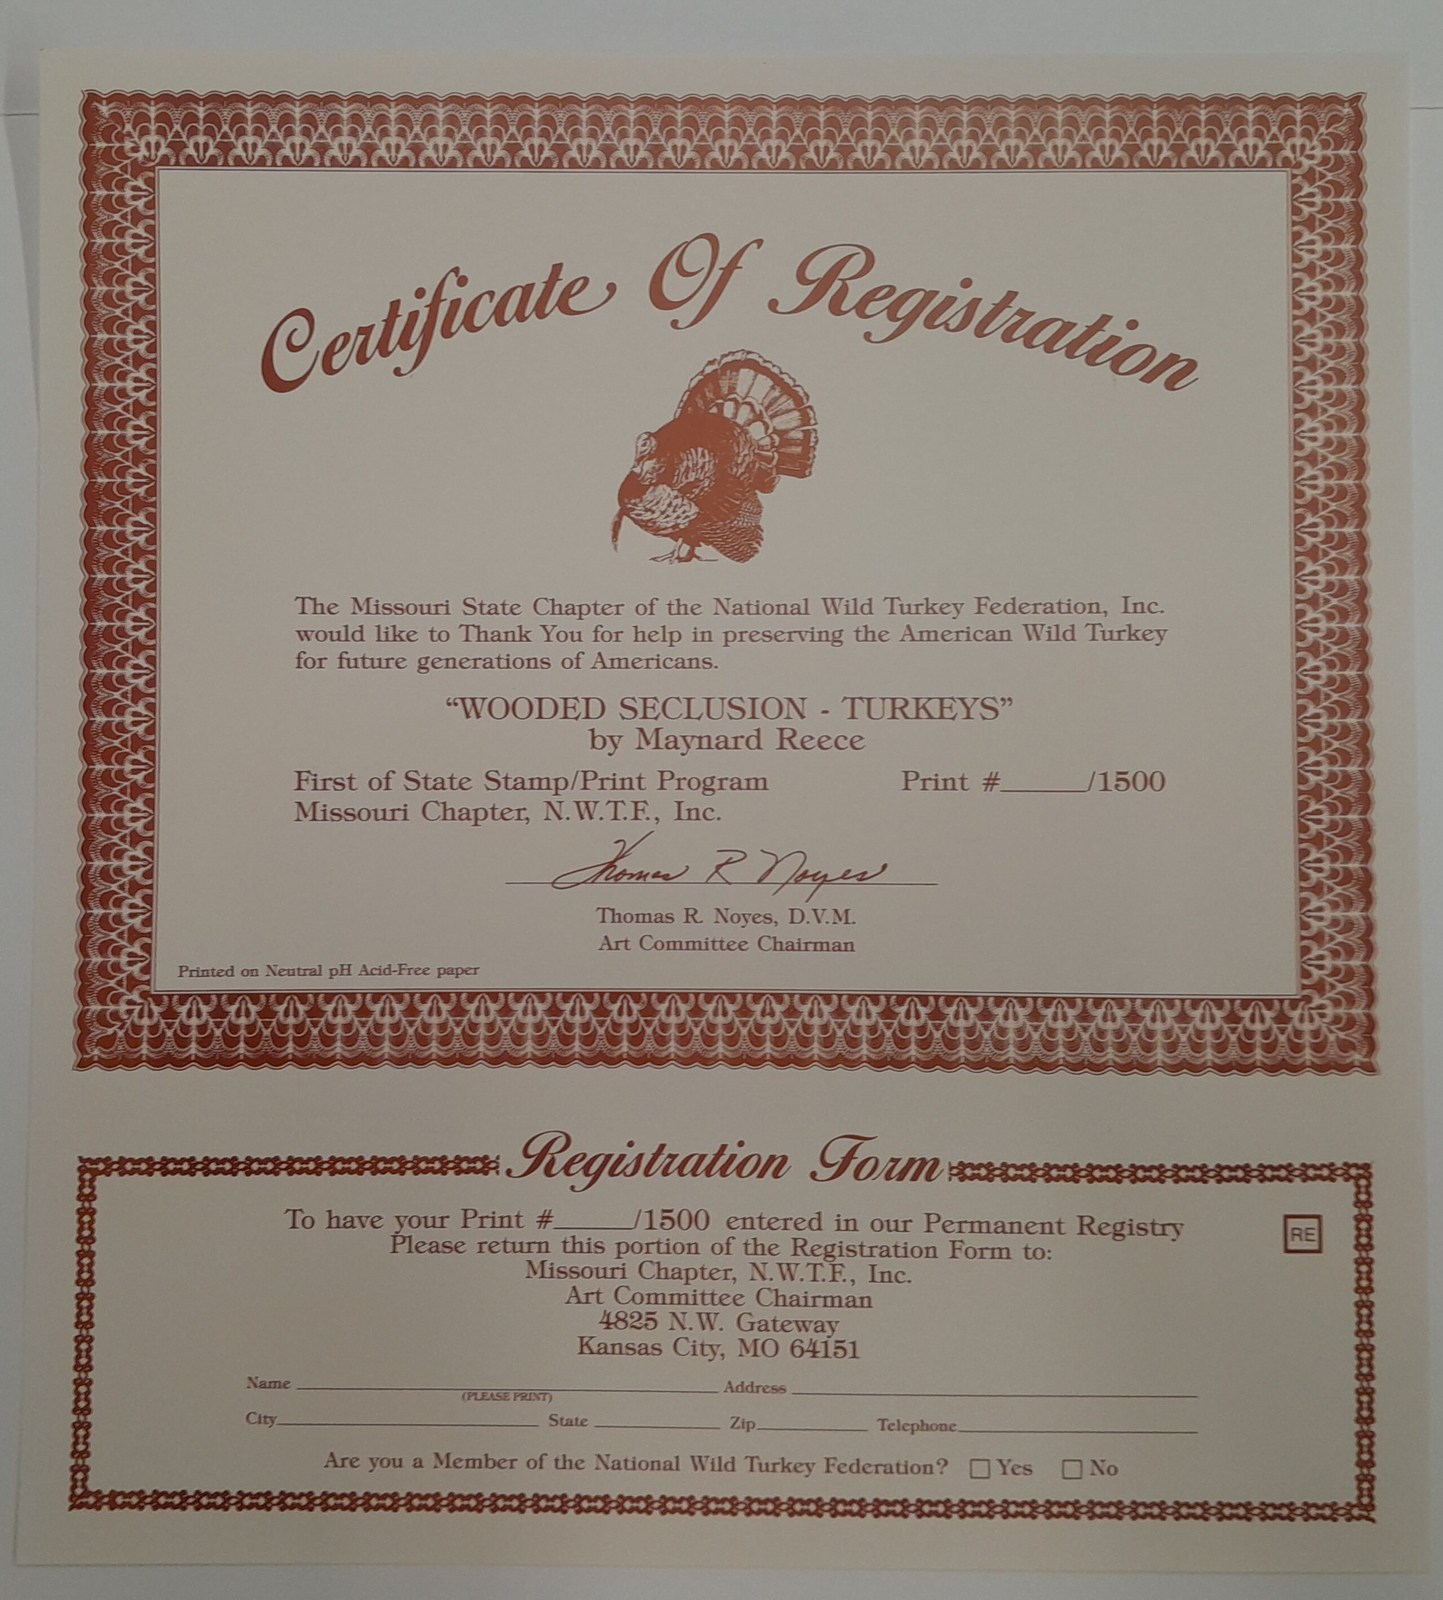 Certificate Of Registration
The Missouri State Chapter of the National Wild Turkey Federation, Inc.
would like to Thank You for help in preserving the American Wild Turkey
for future generations of Americans.
“WOODED SECLUSION - TURKEYS”
by Maynard Reece
First of State Stamp/Print Program Print #_____/1500
Missouri Chapter, N.W.T.F., Inc.
Thomas R Noyes
Thomas R. Noyes, D.V.M.
Art Committee Chairman
Printed on Neutral pH Acid-Free paper
Registration Form
To have your Print #_____/1500 entered in our Permanent Registry
RE
Please return this portion of the Registration Form to:
Missouri Chapter, N.W.T.F., Inc.
Art Committee Chairman
4825 N.W. Gateway
Kansas City, MO 64151
Name ______ Address ______
(PLEASE PRINT)
City______ State ______ Zip______ Telephone______
Are you a Member of the National Wild Turkey Federation? ☐ Yes ☐ No